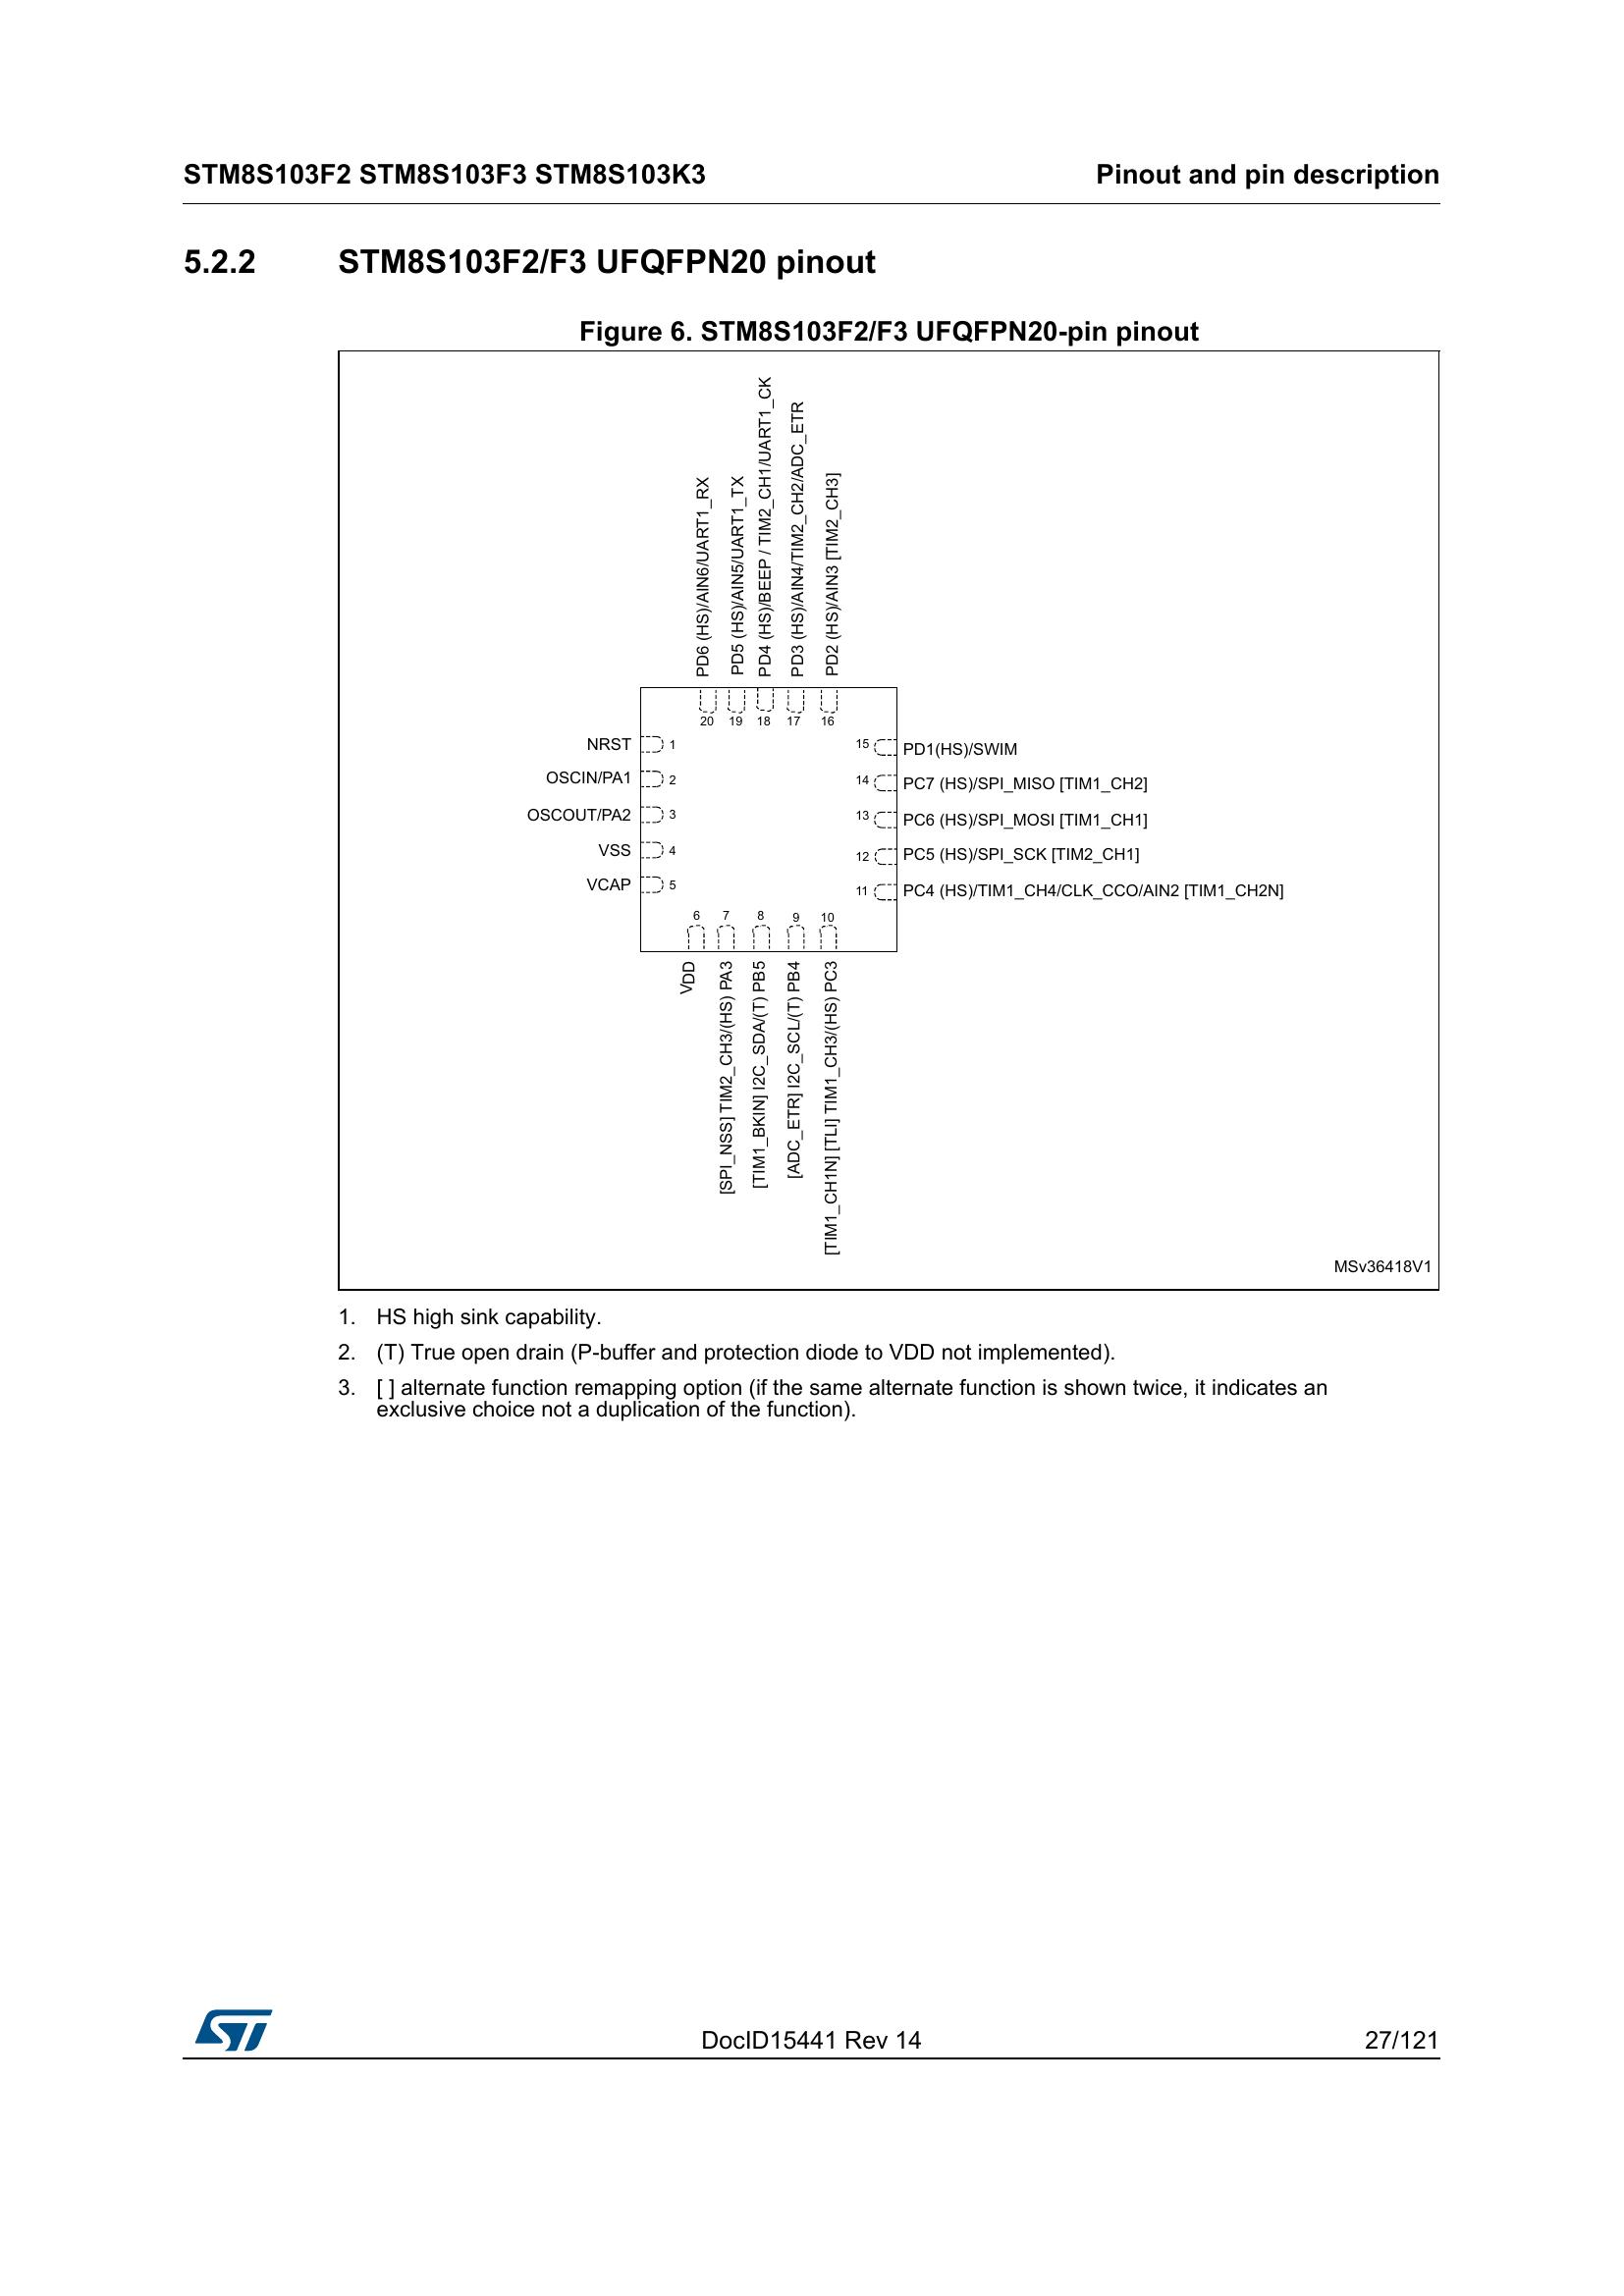 STM8S103F2 STM8S103F3 STM8S103K3 Pinout and pin description
5.2.2 STM8S103F2/F3 UFQFPN20 pinout
Figure 6. STM8S103F2/F3 UFQFPN20-pin pinout
PD6 (HS)/AIN6/UART1_RX
PD5 (HS)/AIN5/UART1_TX
PD4 (HS)/BEEP / TIM2_CH1/UART1_CK
PD3 (HS)/AIN4/TIM2_CH2/ADC_ETR
PD2 (HS)/AIN3 [TIM2_CH3]
20 19 18 17 16
NRST 1
OSCIN/PA1 2
OSCOUT/PA2 3
VSS 4
VCAP 5
15 PD1(HS)/SWIM
14 PC7 (HS)/SPI_MISO [TIM1_CH2]
13 PC6 (HS)/SPI_MOSI [TIM1_CH1]
12 PC5 (HS)/SPI_SCK [TIM2_CH1]
11 PC4 (HS)/TIM1_CH4/CLK_CCO/AIN2 [TIM1_CH2N]
6 7 8 9 10
VDD
[SPI_NSS] TIM2_CH3/(HS) PA3
[TIM1_BKIN] I2C_SDA/(T) PB5
[ADC_ETR] I2C_SCL/(T) PB4
[TIM1_CH1N] [TLI] TIM1_CH3/(HS) PC3
MSv36418V1
1. HS high sink capability.
2. (T) True open drain (P-buffer and protection diode to VDD not implemented).
3. [ ] alternate function remapping option (if the same alternate function is shown twice, it indicates an
exclusive choice not a duplication of the function).
ST
DocID15441 Rev 14 27/121